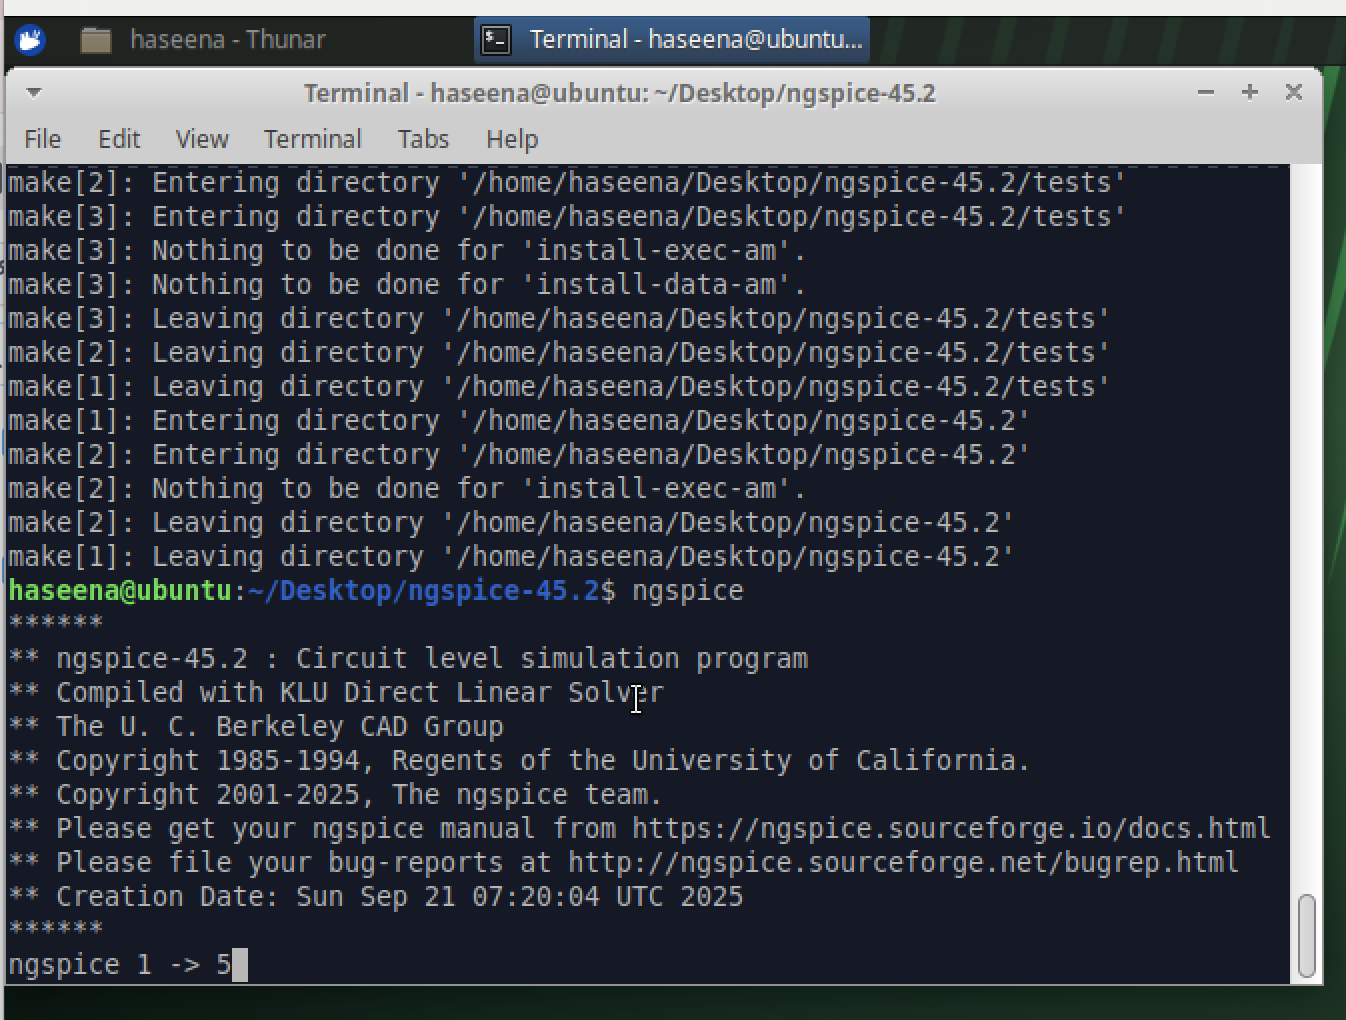 haseena - Thunar
Terminal - haseena@ubuntu...
Terminal - haseena@ubuntu: ~/Desktop/ngspice-45.2
File Edit View Terminal Tabs Help
make[2]: Entering directory '/home/haseena/Desktop/ngspice-45.2/tests'
make[3]: Entering directory '/home/haseena/Desktop/ngspice-45.2/tests'
make[3]: Nothing to be done for 'install-exec-am'.
make[3]: Nothing to be done for 'install-data-am'.
make[3]: Leaving directory '/home/haseena/Desktop/ngspice-45.2/tests'
make[2]: Leaving directory '/home/haseena/Desktop/ngspice-45.2/tests'
make[1]: Leaving directory '/home/haseena/Desktop/ngspice-45.2/tests'
make[1]: Entering directory '/home/haseena/Desktop/ngspice-45.2'
make[2]: Entering directory '/home/haseena/Desktop/ngspice-45.2'
make[2]: Nothing to be done for 'install-exec-am'.
make[2]: Leaving directory '/home/haseena/Desktop/ngspice-45.2'
make[1]: Leaving directory '/home/haseena/Desktop/ngspice-45.2'
haseena@ubuntu:~/Desktop/ngspice-45.2$ ngspice
******
** ngspice-45.2 : Circuit level simulation program
** Compiled with KLU Direct Linear Solver
** The U. C. Berkeley CAD Group
** Copyright 1985-1994, Regents of the University of California.
** Copyright 2001-2025, The ngspice team.
** Please get your ngspice manual from https://ngspice.sourceforge.io/docs.html
** Please file your bug-reports at http://ngspice.sourceforge.net/bugrep.html
** Creation Date: Sun Sep 21 07:20:04 UTC 2025
******
ngspice 1 -> 5